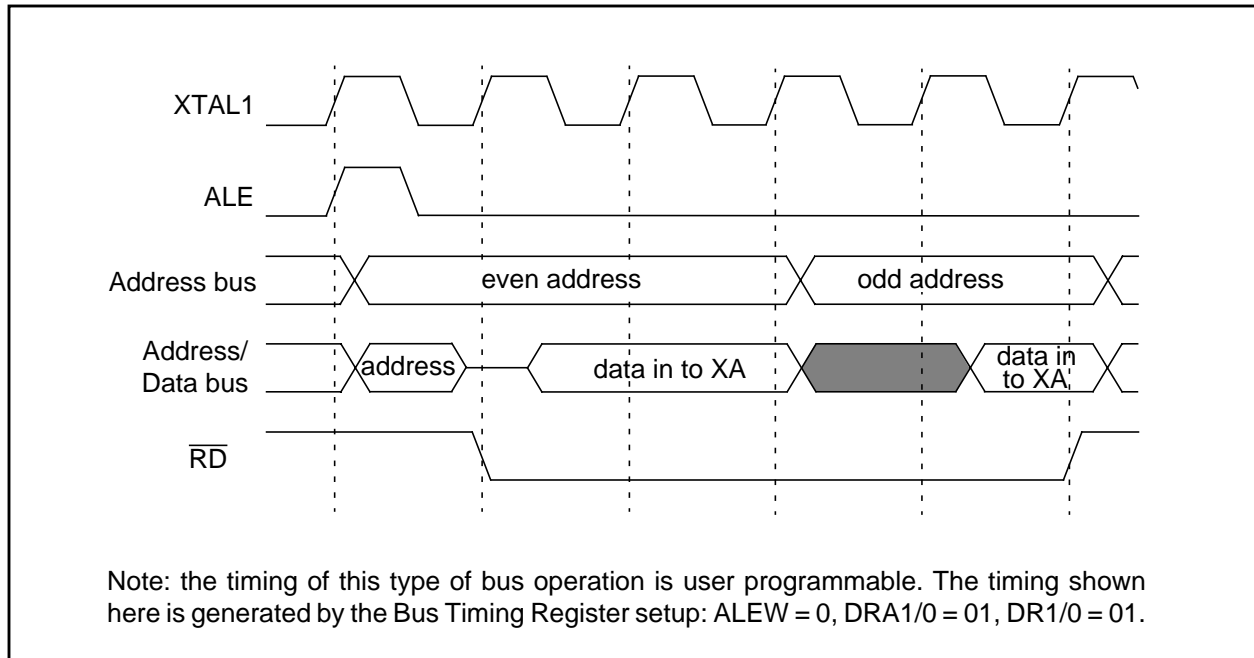 XTAL1
ALE
Address bus
even address
odd address
Address/
Data bus
address
data in to XA
data in
to XA
RD
Note: the timing of this type of bus operation is user programmable. The timing shown
here is generated by the Bus Timing Register setup: ALEW = 0, DRA1/0 = 01, DR1/0 = 01.